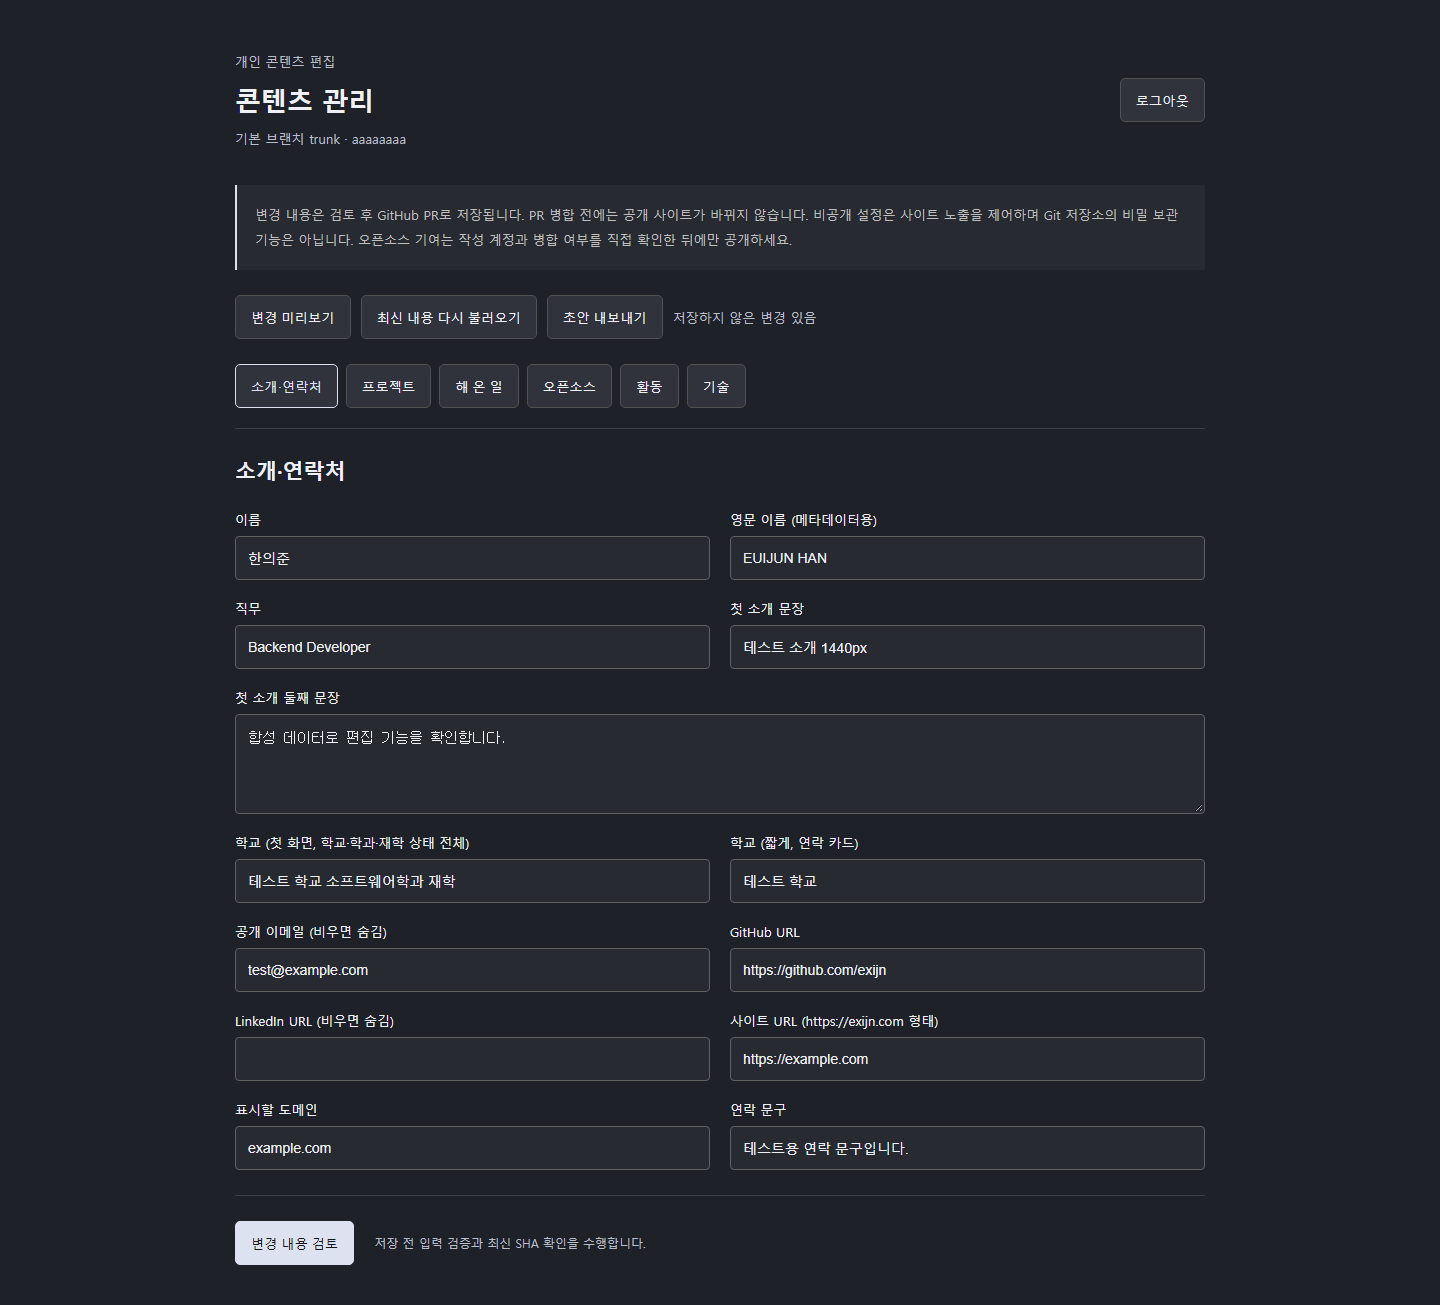 개인 콘텐츠 편집
콘텐츠 관리
로그아웃
기본 브랜치 trunk · aaaaaaaa
변경 내용은 검토 후 GitHub PR로 저장됩니다. PR 병합 전에는 공개 사이트가 바뀌지 않습니다. 비공개 설정은 사이트 노출을 제어하며 Git 저장소의 비밀 보관
기능은 아닙니다. 오픈소스 기여는 작성 계정과 병합 여부를 직접 확인한 뒤에만 공개하세요.
변경 미리보기 최신 내용 다시 불러오기 초안 내보내기 저장하지 않은 변경 있음
소개·연락처 프로젝트 해 온 일 오픈소스 활동 기술
소개·연락처
이름 영문 이름 (메타데이터용)
한의준 EUIJUN HAN
직무 첫 소개 문장
Backend Developer 테스트 소개 1440px
첫 소개 둘째 문장
합성 데이터로 편집 기능을 확인합니다.
학교 (첫 화면, 학교·학과·재학 상태 전체) 학교 (짧게, 연락 카드)
테스트 학교 소프트웨어학과 재학 테스트 학교
공개 이메일 (비우면 숨김) GitHub URL
test@example.com https://github.com/exijn
LinkedIn URL (비우면 숨김) 사이트 URL (https://exijn.com 형태)
https://example.com
표시할 도메인 연락 문구
example.com 테스트용 연락 문구입니다.
변경 내용 검토 저장 전 입력 검증과 최신 SHA 확인을 수행합니다.